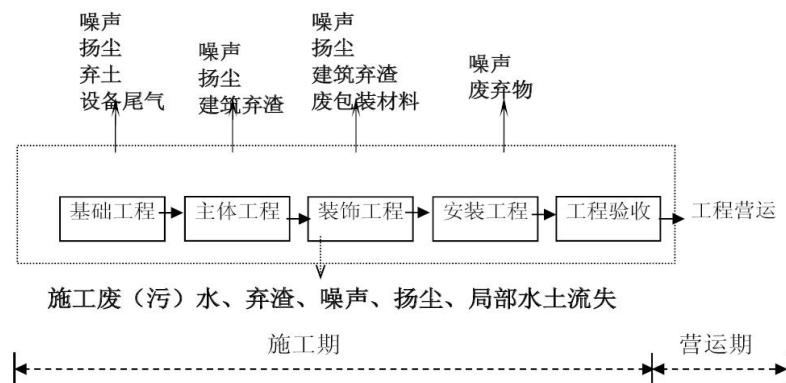 噪声
扬尘
弃土
设备尾气
噪声
扬尘
建筑弃渣
噪声
扬尘
建筑弃渣
废包装材料
噪声
废弃物
基础工程
主体工程
装饰工程
安装工程
工程验收
工程营运
施工废（污）水、弃渣、噪声、扬尘、局部水土流失
施工期
营运期